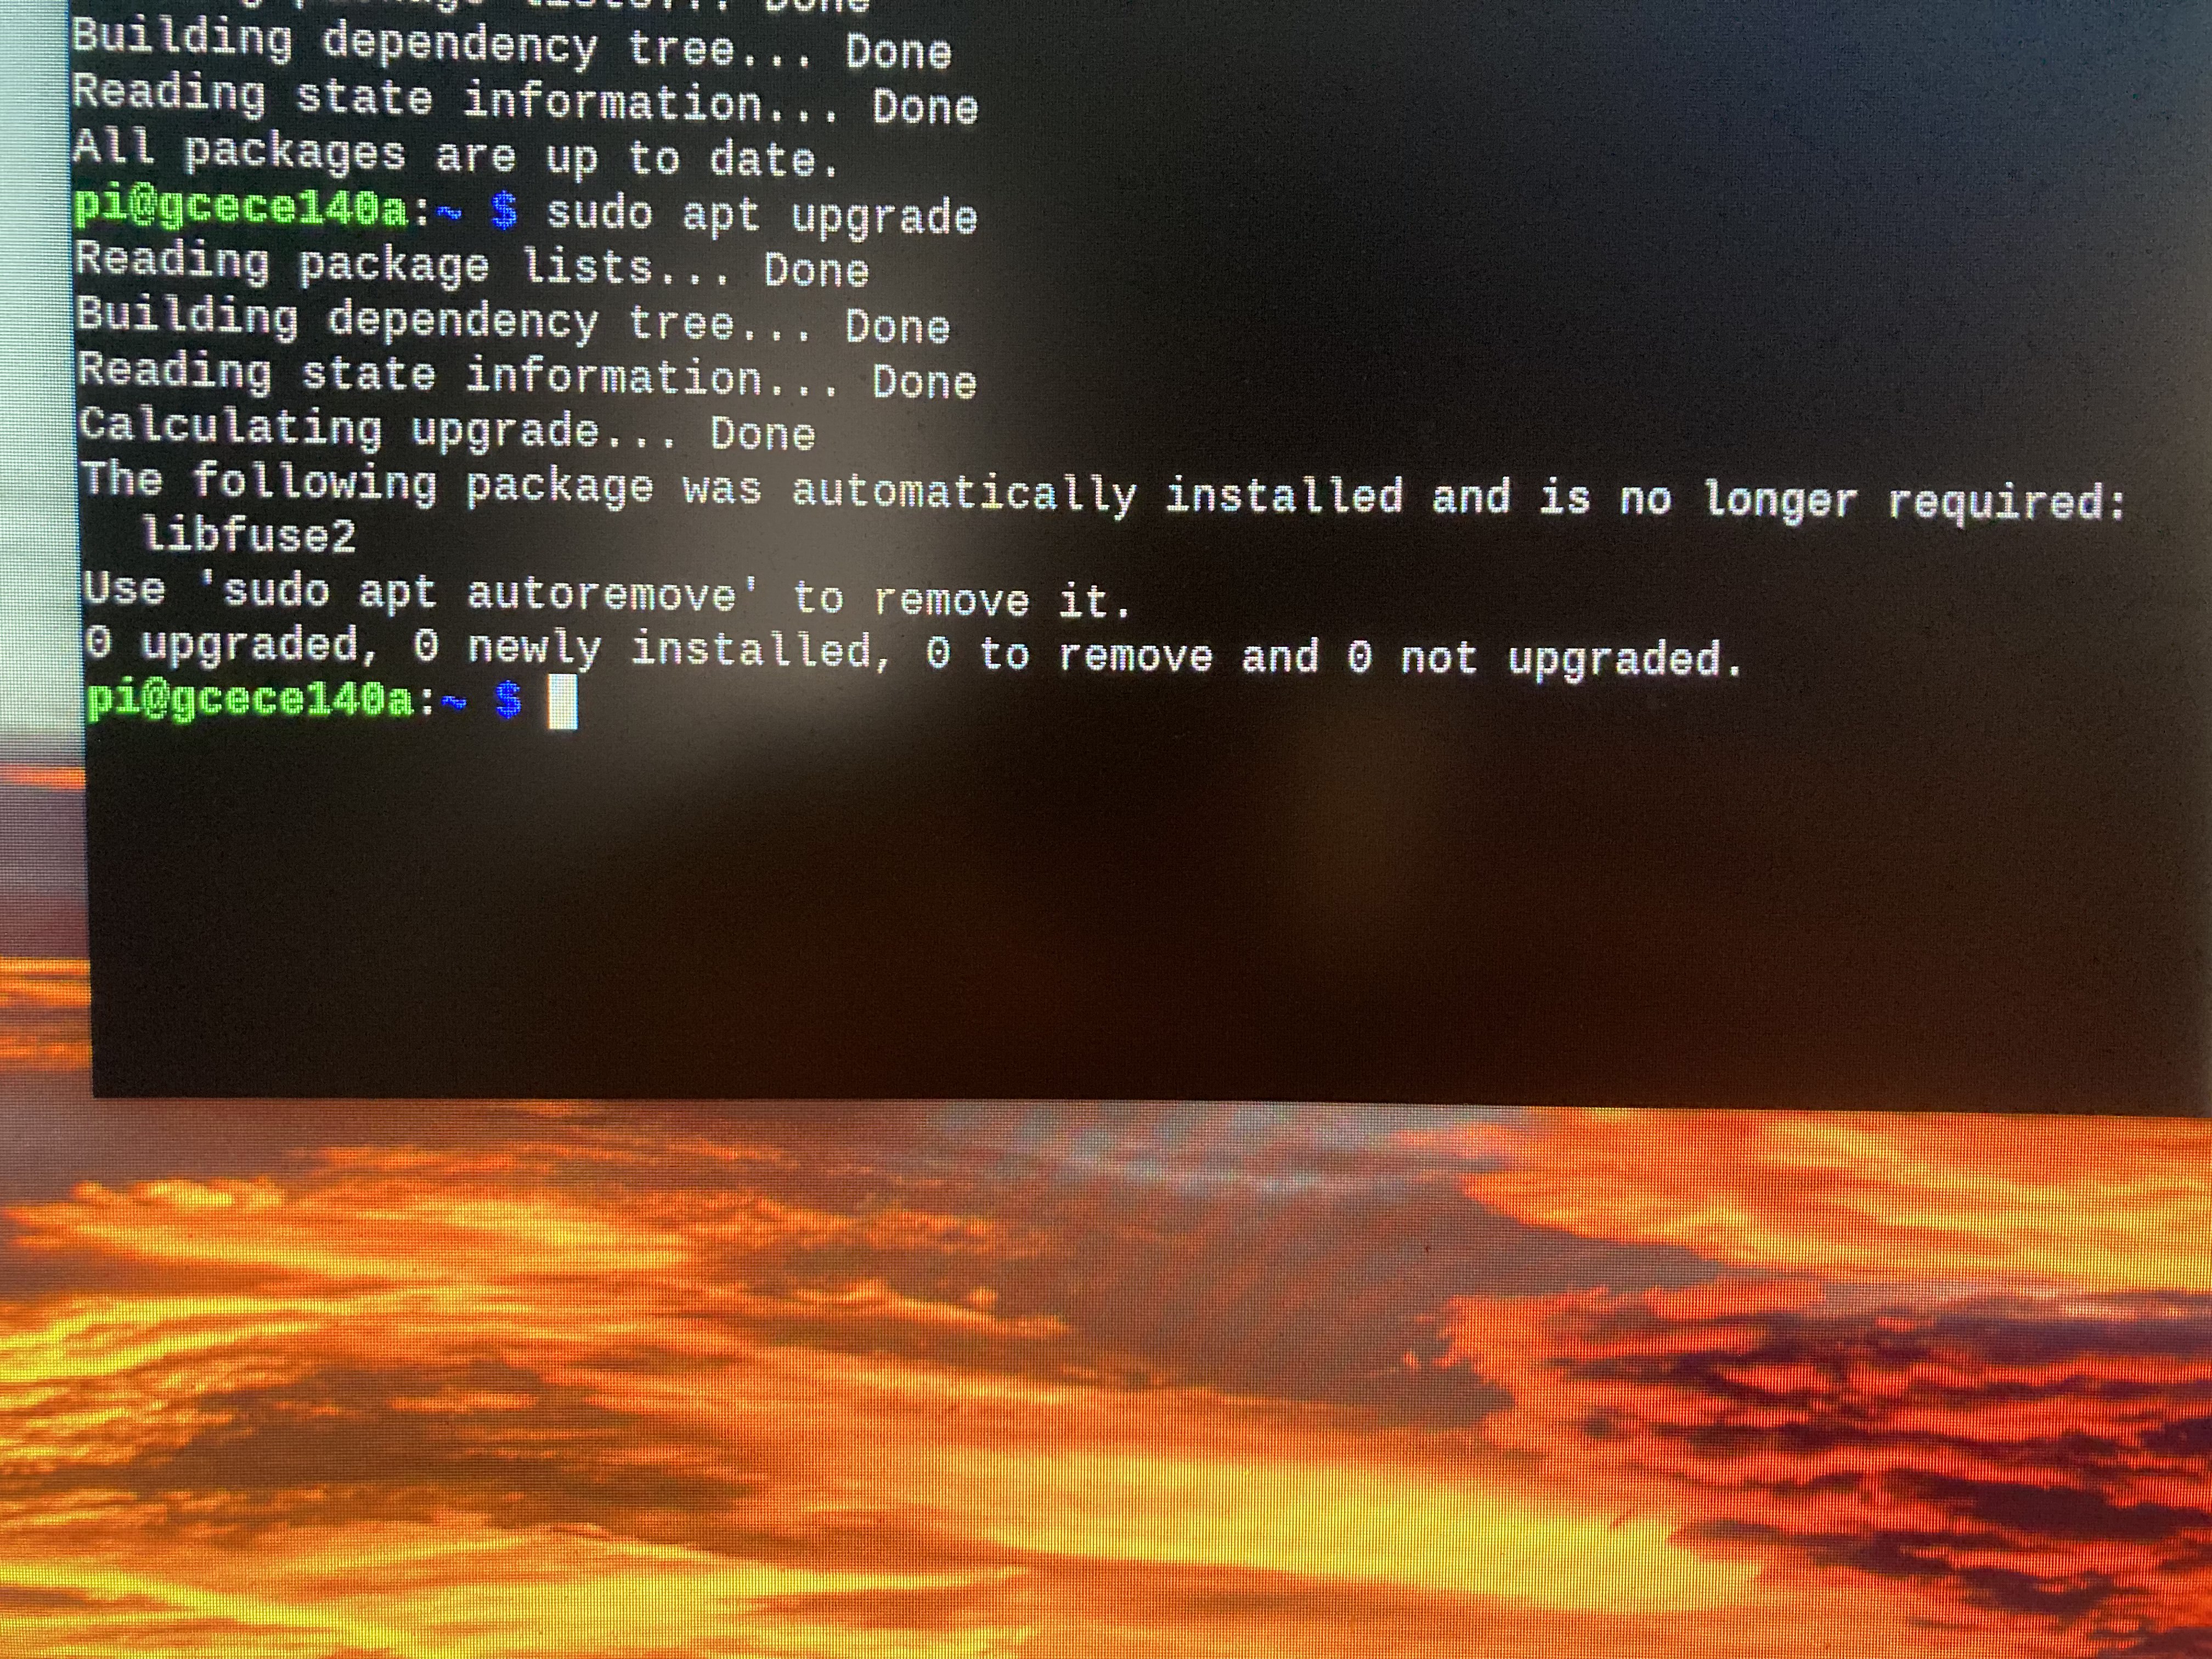 package lists... Done
Building dependency tree... Done
Reading state information... Done
All packages are up to date.
pi@gcece140a:~ $ sudo apt upgrade
Reading package lists... Done
Building dependency tree... Done
Reading state information... Done
Calculating upgrade... Done
The following package was automatically installed and is no longer required:
  libfuse2
Use 'sudo apt autoremove' to remove it.
0 upgraded, 0 newly installed, 0 to remove and 0 not upgraded.
pi@gcece140a:~ $